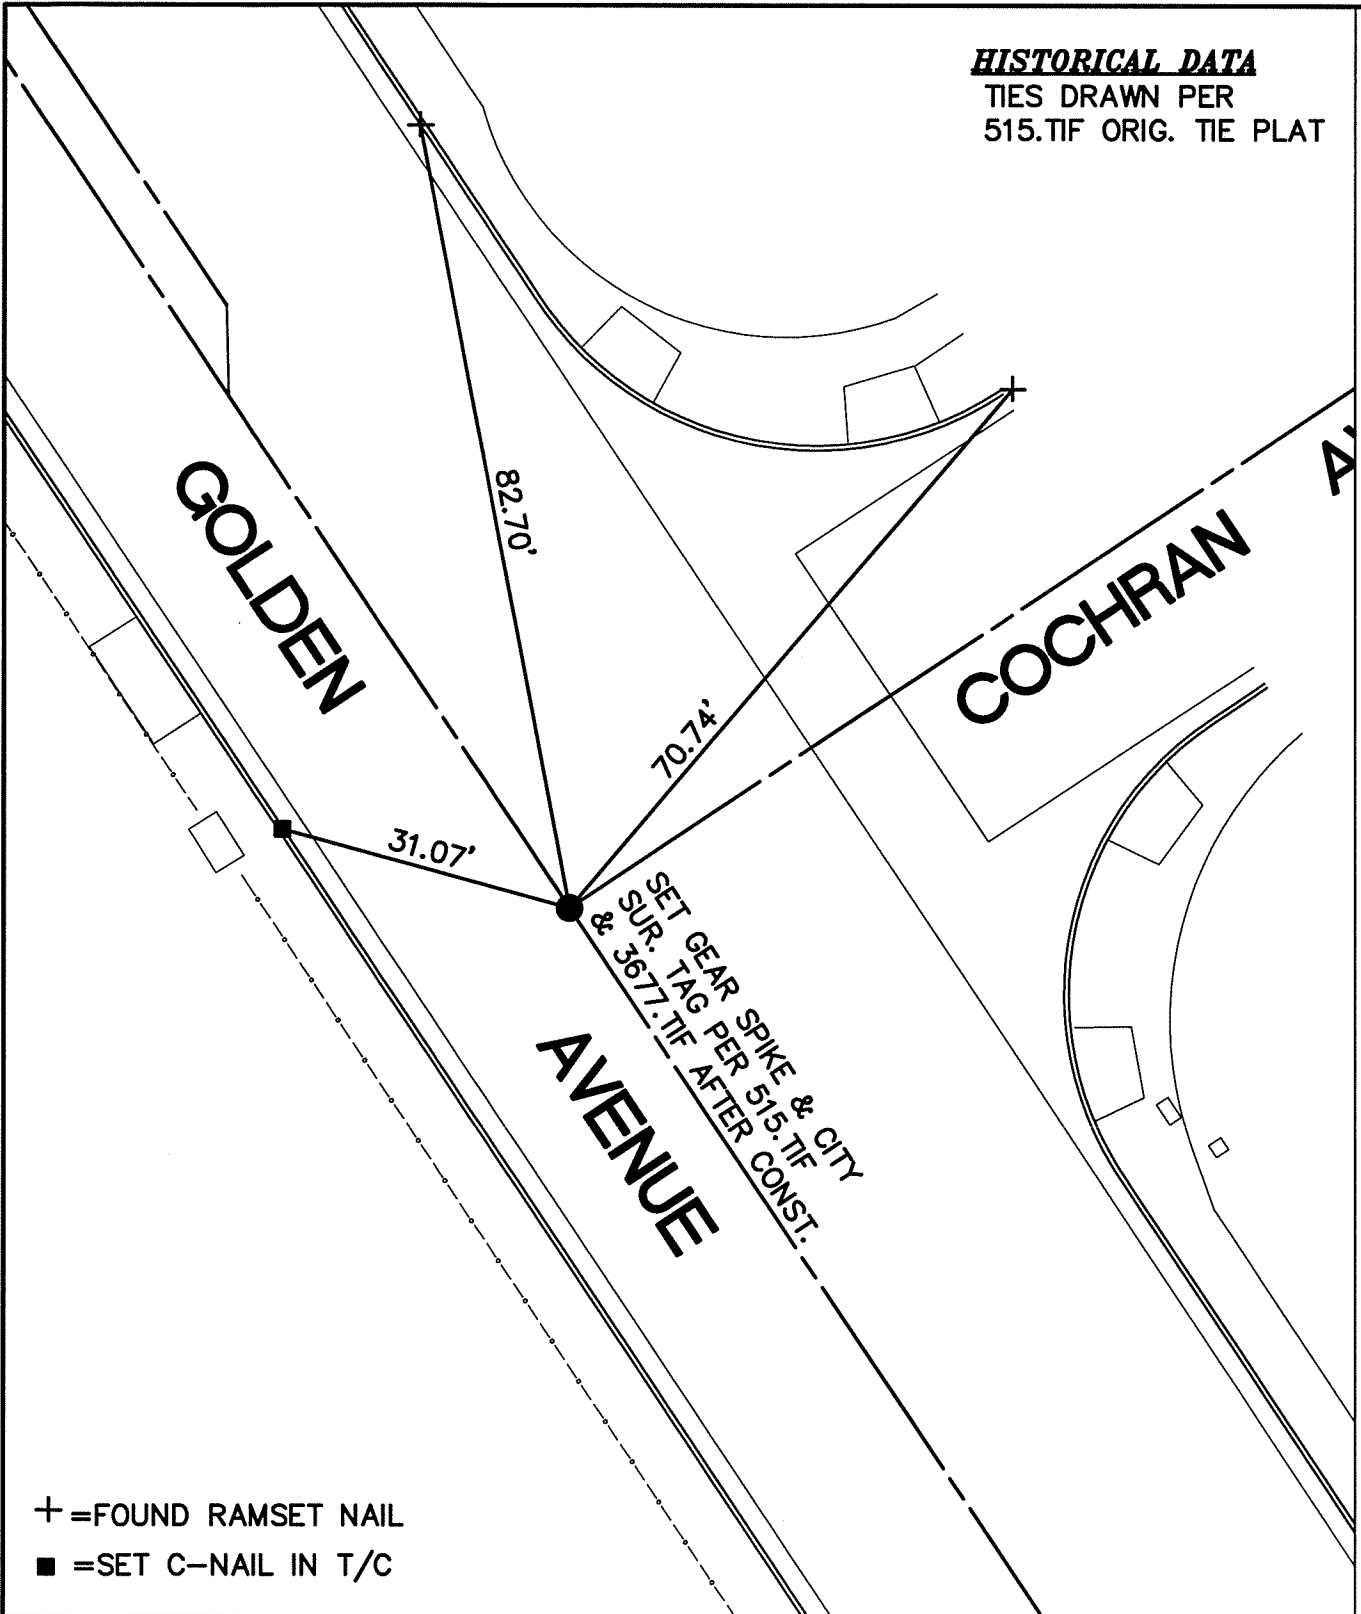 HISTORICAL DATA
TIES DRAWN PER
515.TIF ORIG. TIE PLAT
82.70'
GOLDEN
COCHRAN
70.74'
31.07'
SET GEAR SPIKE & CITY
SUR. TAG PER 515.TIF
& 3677.TIF AFTER CONST.
AVENUE
+ =FOUND RAMSET NAIL
■ =SET C-NAIL IN T/C